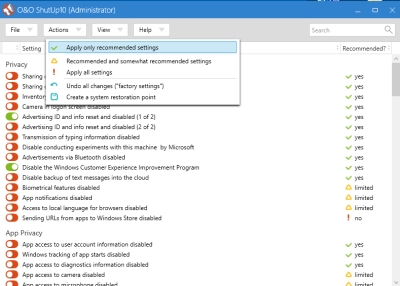 O&O ShutUp10 (Administrator)
File Actions View Help Search
Setting Recommended?
Apply only recommended settings
Recommended and somewhat recommended settings
Apply all settings
Undo all changes ("factory settings")
Create a system restoration point
Privacy
Sharing yes
Sharing yes
Inventory yes
Camera in logon screen disabled yes
Advertising ID and info reset and disabled (1 of 2) yes
Advertising ID and info reset and disabled (2 of 2) yes
Transmission of typing information disabled yes
Disable conducting experiments with this machine by Microsoft yes
Advertisements via Bluetooth disabled yes
Disable the Windows Customer Experience Improvement Program yes
Disable backup of text messages into the cloud yes
Biometrical features disabled limited
App notifications disabled limited
Access to local language for browsers disabled limited
Sending URLs from apps to Windows Store disabled no
App Privacy
App access to user account information disabled yes
Windows tracking of app starts disabled yes
App access to diagnostics information disabled yes
App access to camera disabled limited
App access to microphone disabled limited